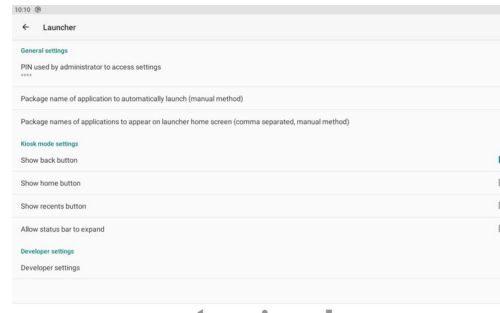 10:10
Launcher
General settings
PIN used by administrator to access settings
****
Package name of application to automatically launch (manual method)
Package names of applications to appear on launcher home screen (comma separated, manual method)
Kiosk mode settings
Show back button
Show home button
Show recents button
Allow status bar to expand
Developer settings
Developer settings